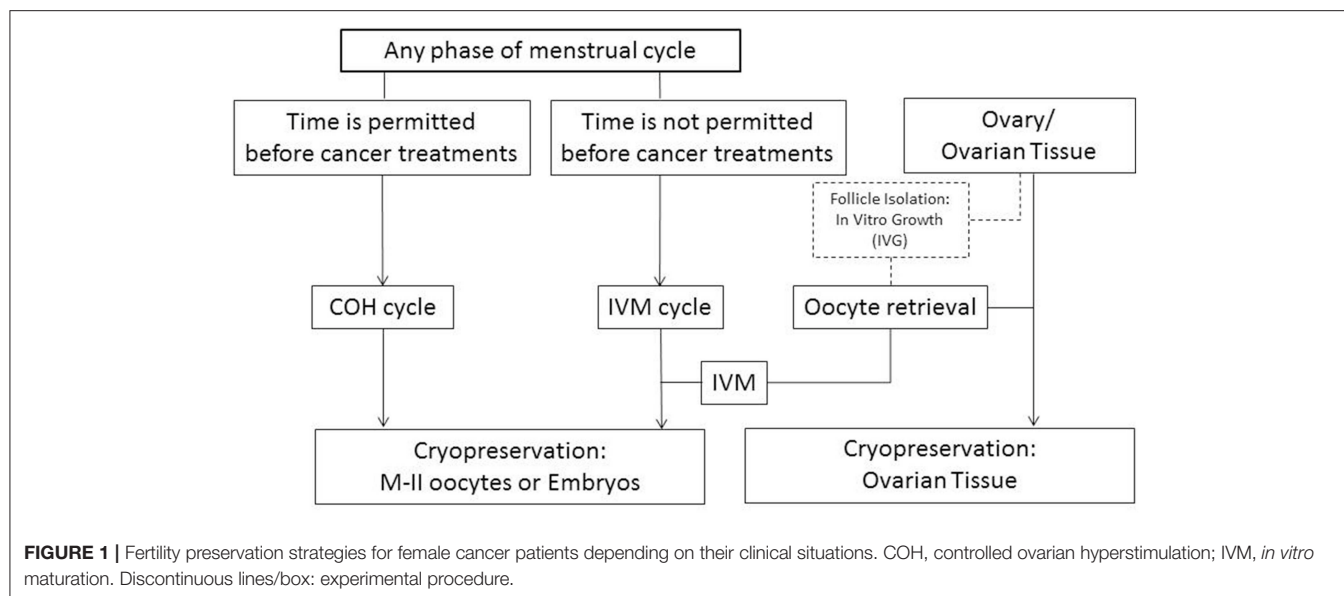 Any phase of menstrual cycle
Time is permitted
before cancer treatments
Time is not permitted
before cancer treatments
Ovary/
Ovarian Tissue
Follicle Isolation:
In Vitro Growth
(IVG)
COH cycle
IVM cycle
Oocyte retrieval
IVM
Cryopreservation:
M-II oocytes or Embryos
Cryopreservation:
Ovarian Tissue
FIGURE 1 | Fertility preservation strategies for female cancer patients depending on their clinical situations. COH, controlled ovarian hyperstimulation; IVM, in vitro
maturation. Discontinuous lines/box: experimental procedure.